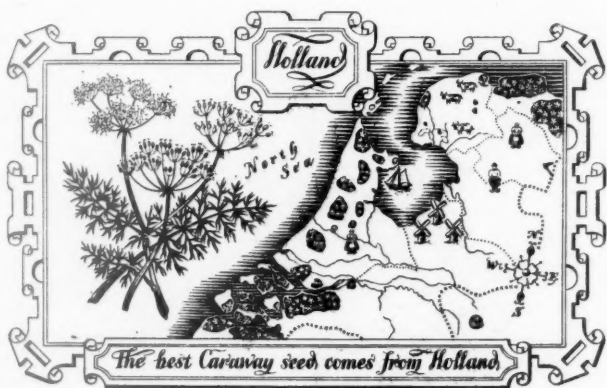 Holland
North
Sea
N
W
E
S
The best Caraway seed comes from Holland